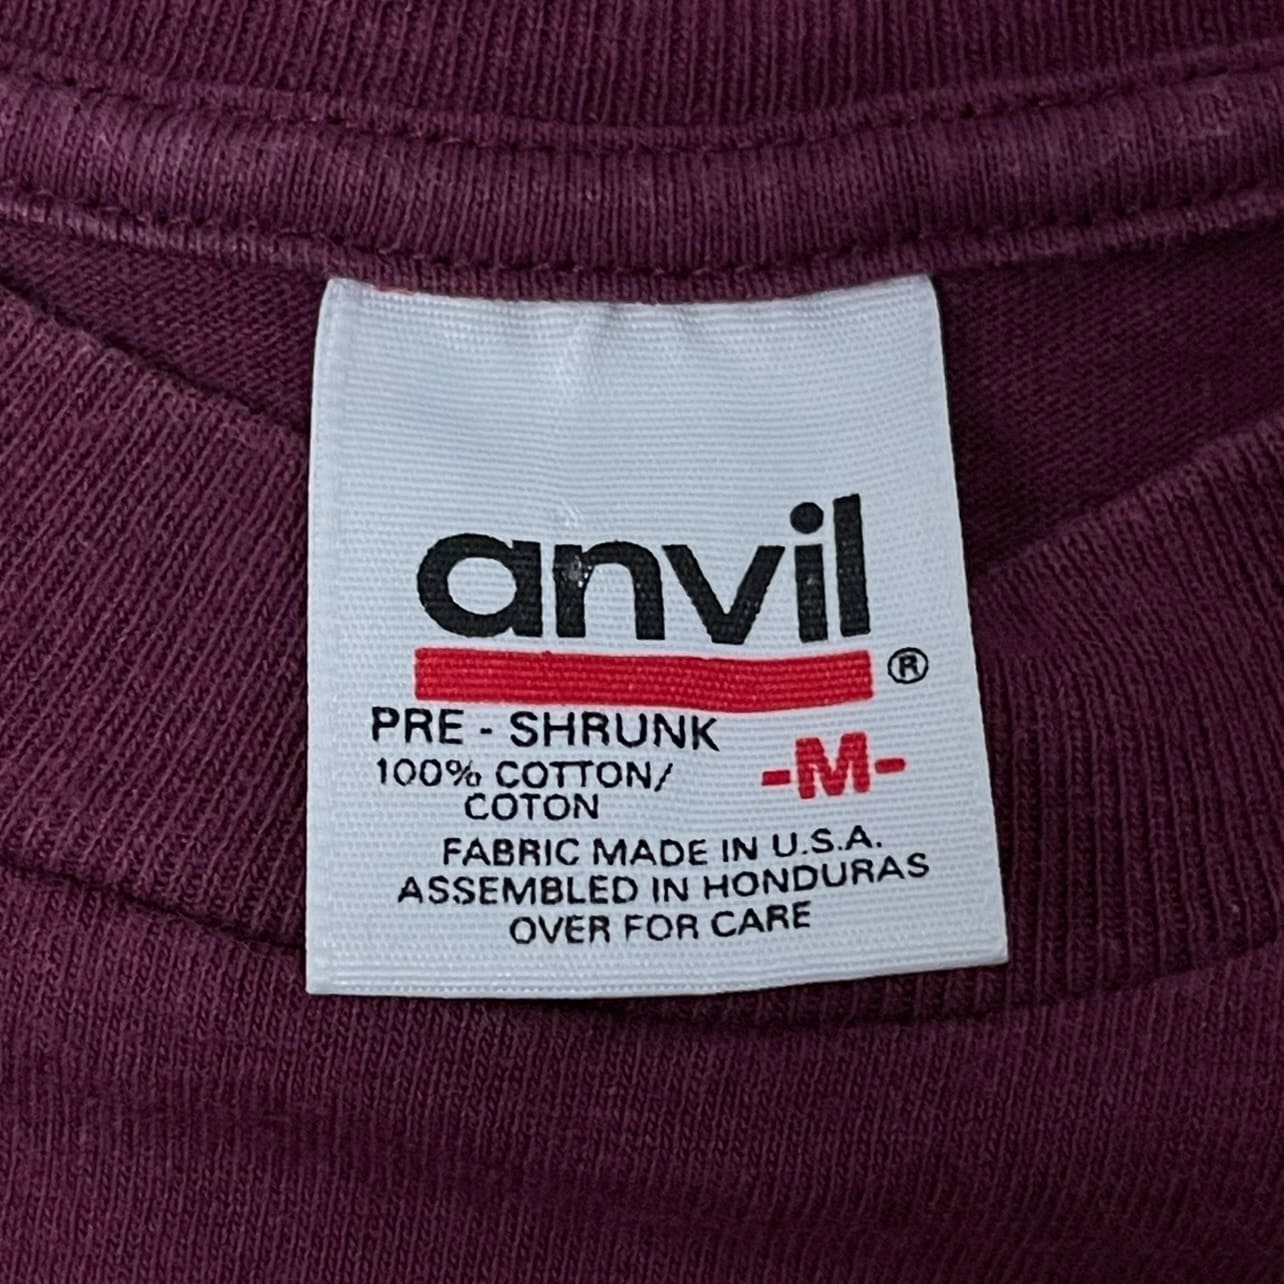 anvil®
PRE - SHRUNK
100% COTTON/
COTON
-M-
FABRIC MADE IN U.S.A.
ASSEMBLED IN HONDURAS
OVER FOR CARE